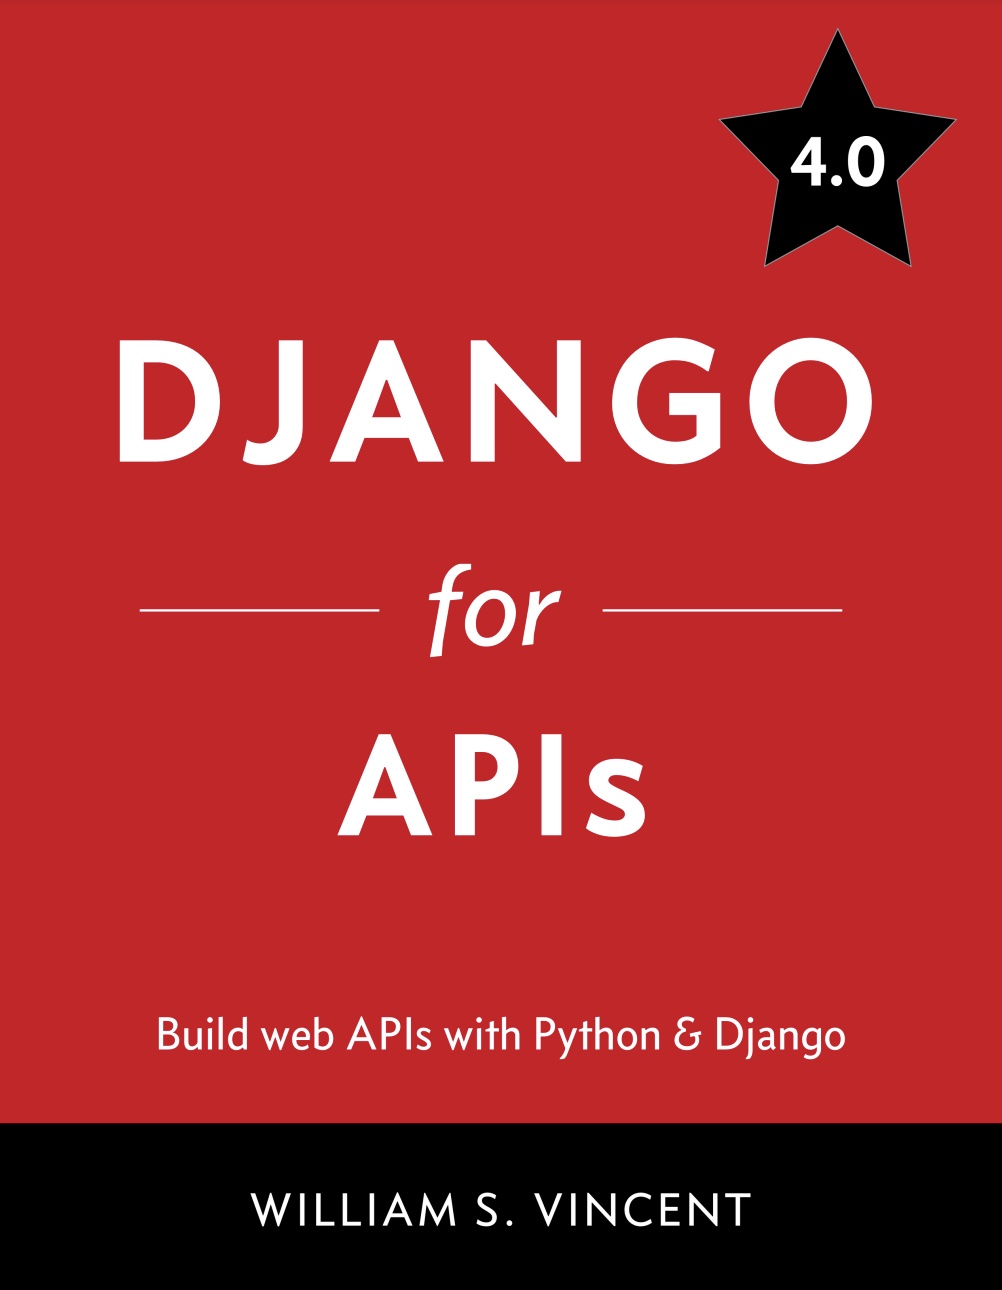 4.0
DJANGO
for
APIs
Build web APIs with Python & Django
WILLIAM S. VINCENT